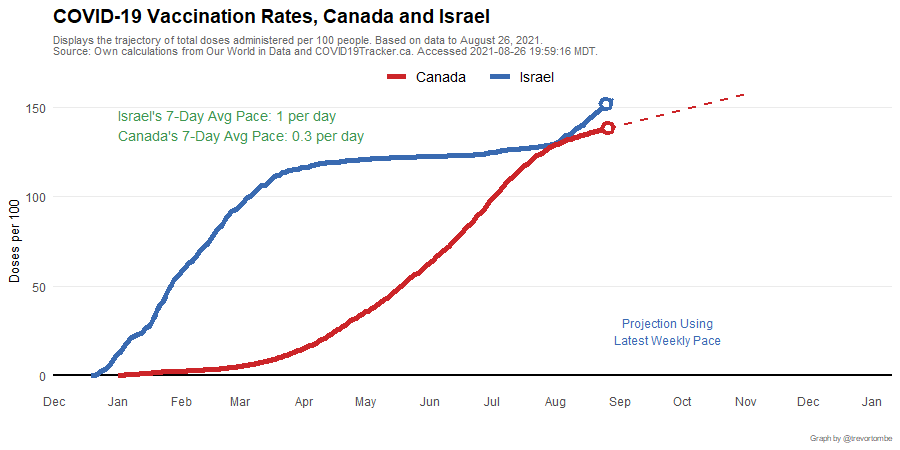 COVID-19 Vaccination Rates, Canada and Israel
Displays the trajectory of total doses administered per 100 people. Based on data to August 26, 2021.
Source: Own calculations from Our World in Data and COVID19Tracker.ca. Accessed 2021-08-26 19:59:16 MDT.
Canada Israel
Israel's 7-Day Avg Pace: 1 per day
Canada's 7-Day Avg Pace: 0.3 per day
Doses per 100
150
100
50
0
Projection Using
Latest Weekly Pace
Dec Jan Feb Mar Apr May Jun Jul Aug Sep Oct Nov Dec Jan
Graph by @trevortombe